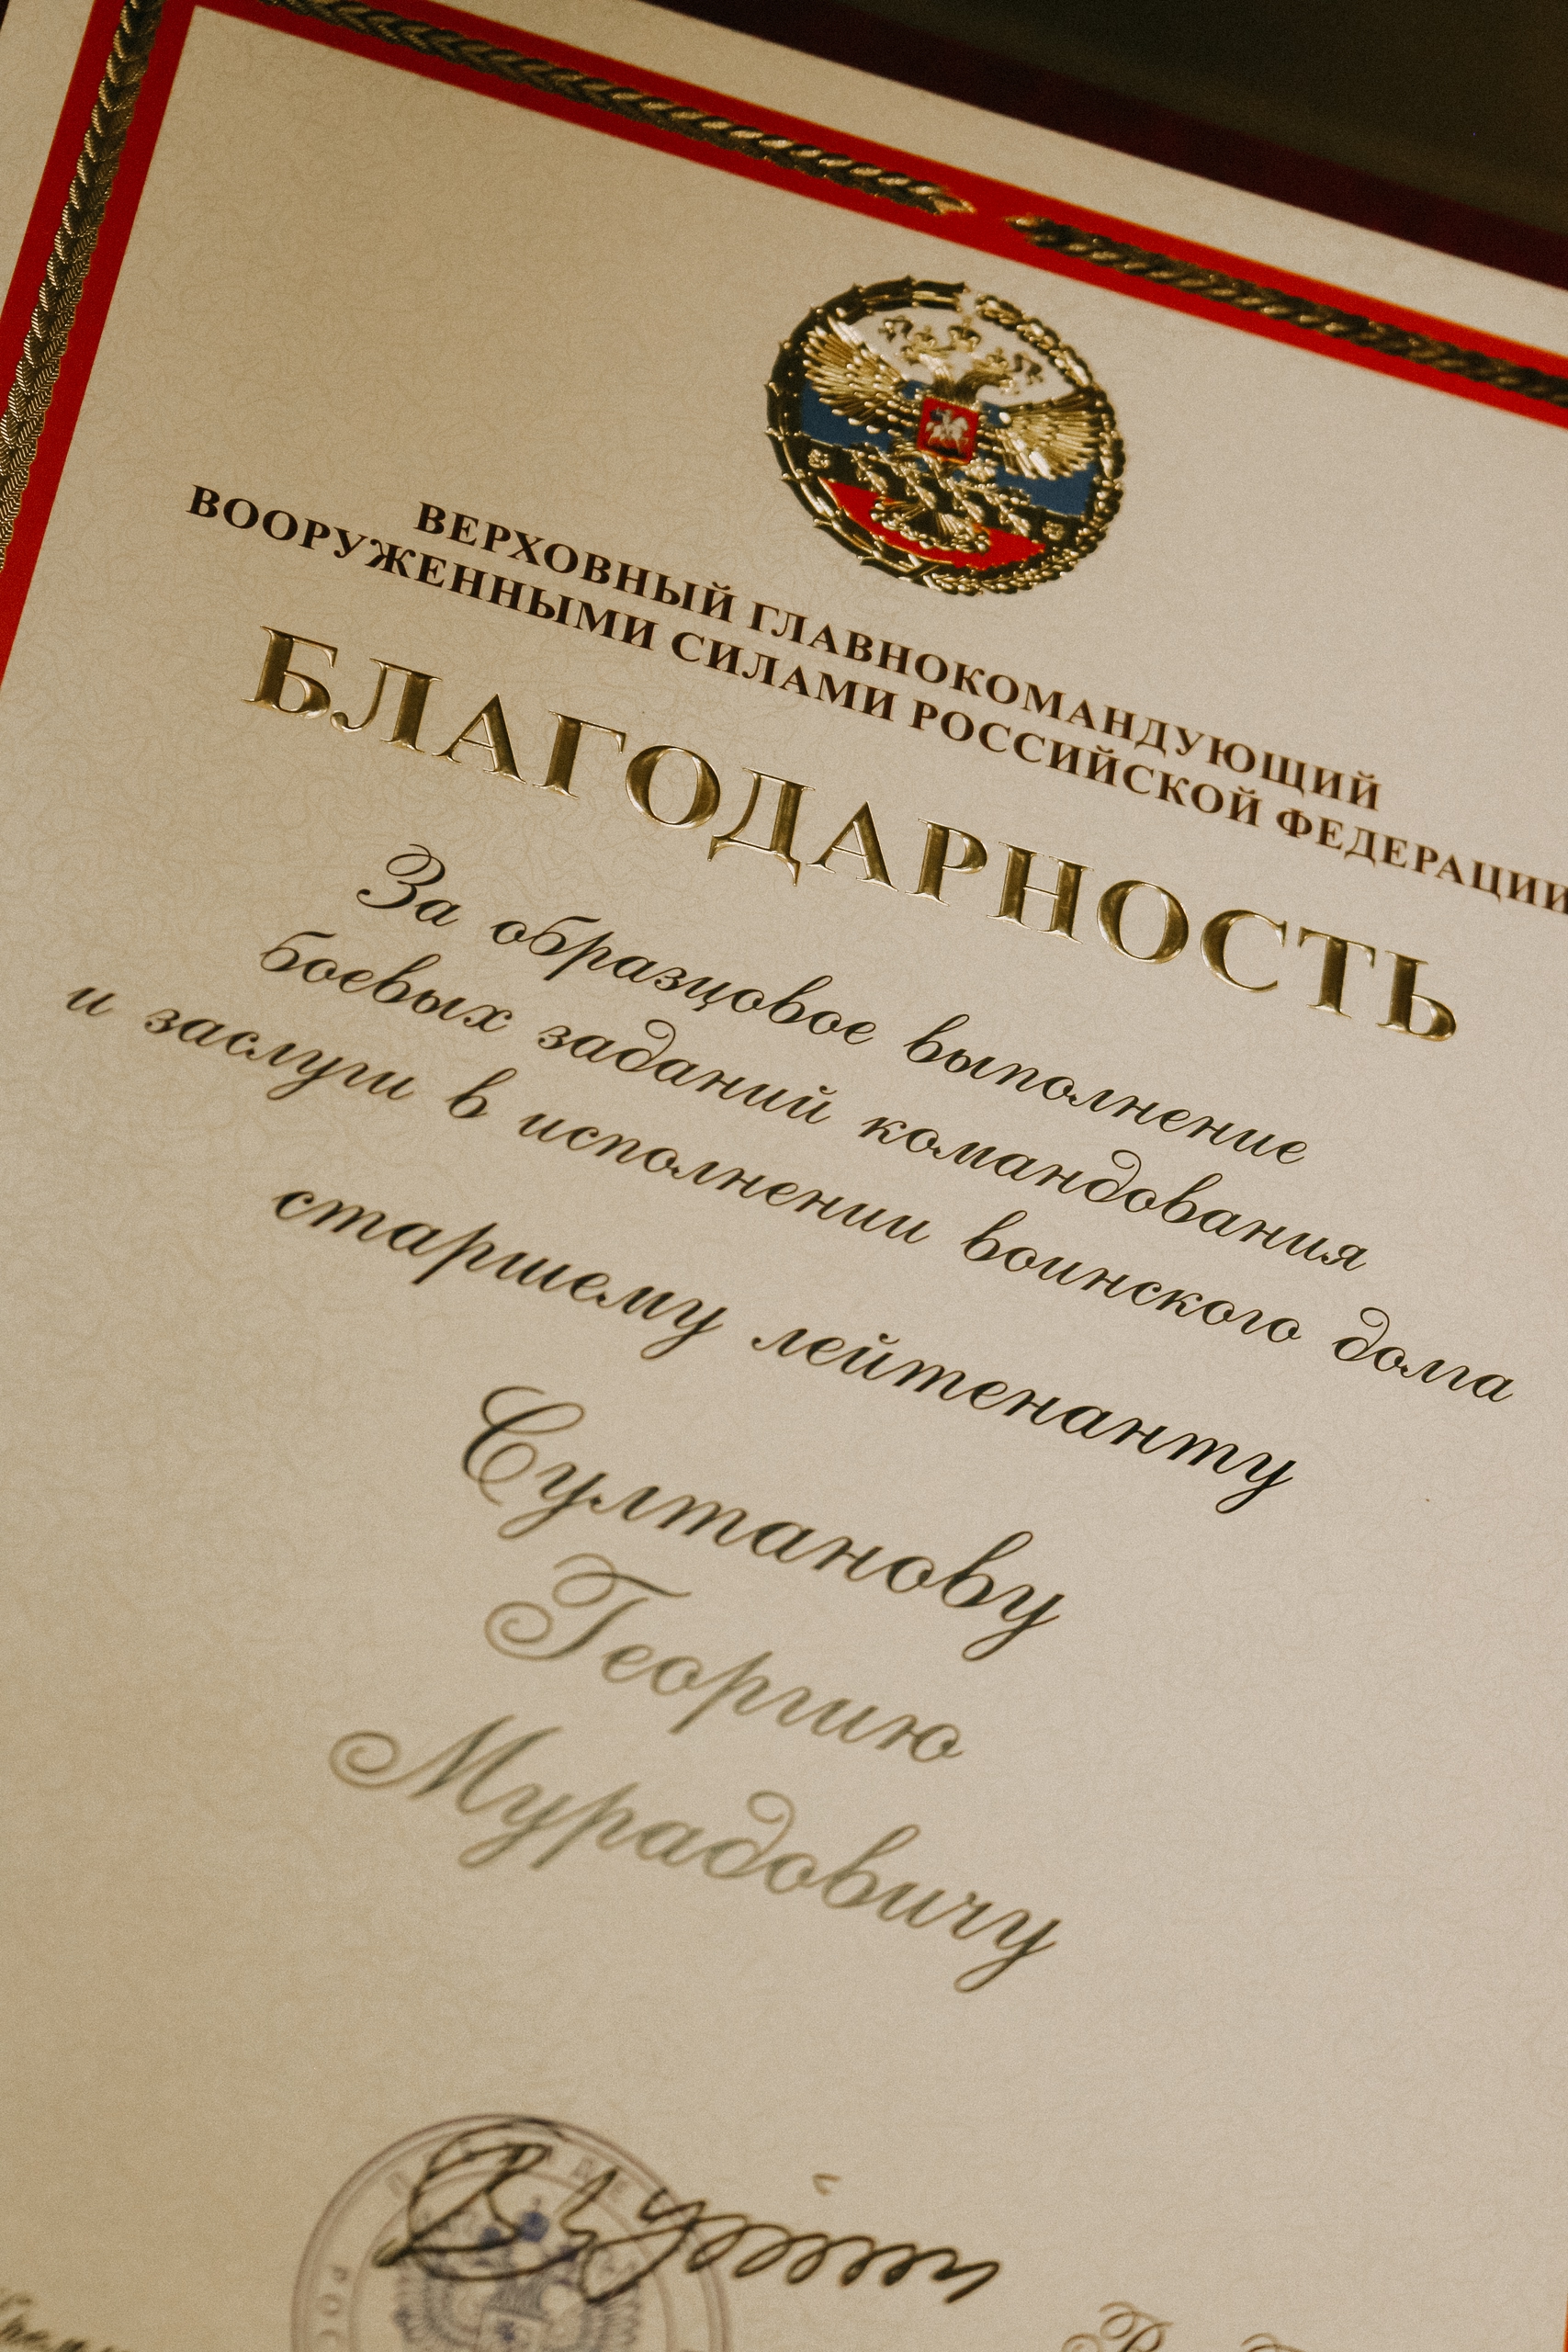 ВЕРХОВНЫЙ ГЛАВНОКОМАНДУЮЩИЙ
ВООРУЖЕННЫМИ СИЛАМИ РОССИЙСКОЙ ФЕДЕРАЦИИ
БЛАГОДАРНОСТЬ
За образцовое выполнение
боевых заданий командования
и заслуги в исполнении воинского долга
старшему лейтенанту
Султанову
Георгию
Мурадовичу